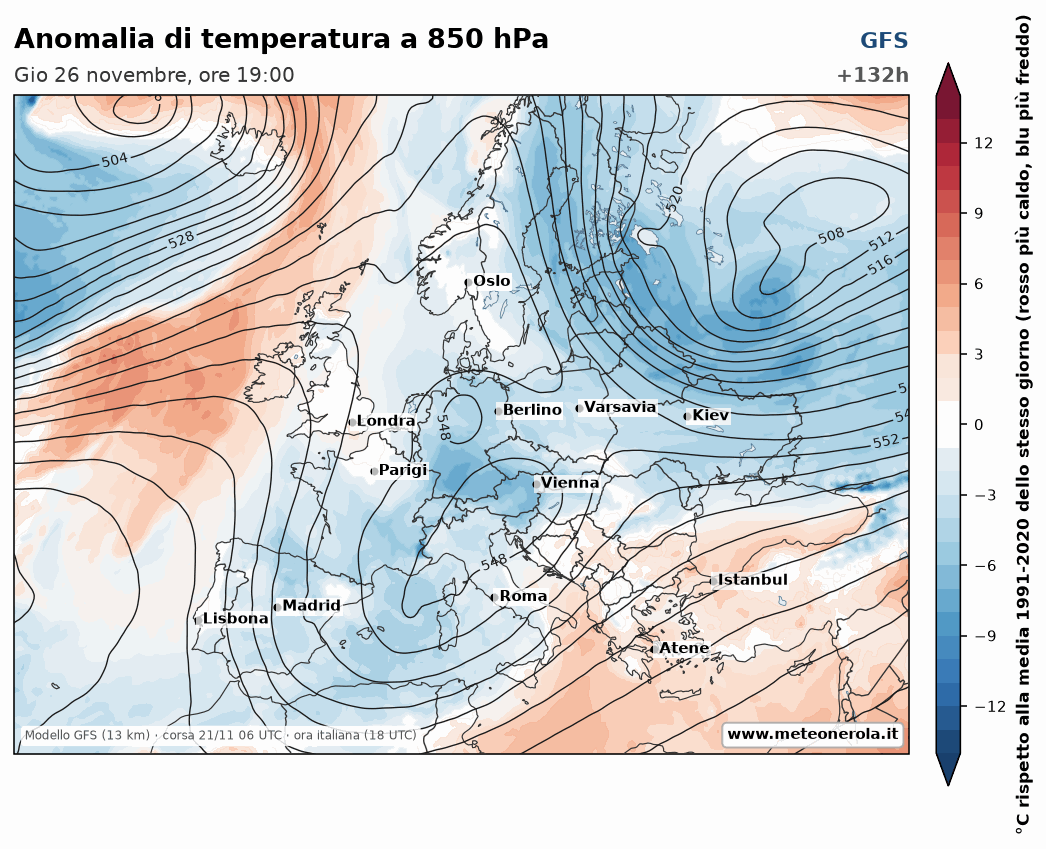 Anomalia di temperatura a 850 hPa
GFS
Gio 26 novembre, ore 19:00
+132h
504
528
520
508
512
516
Oslo
Londra
548
Berlino
Varsavia
Kiev
552
Parigi
Vienna
548
Roma
Istanbul
Madrid
Lisbona
Atene
Modello GFS (13 km) · corsa 21/11 06 UTC · ora italiana (18 UTC)
www.meteonerola.it
12
9
6
3
0
−3
−6
−9
−12
°C rispetto alla media 1991-2020 dello stesso giorno (rosso più caldo, blu più freddo)